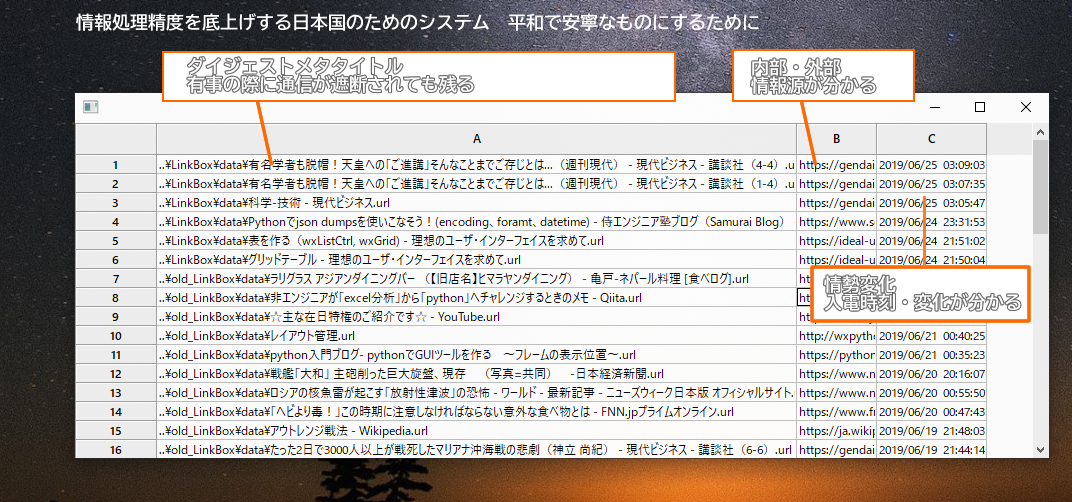 情報処理精度を底上げする日本国のためのシステム　平和で安寧なものにするために
ダイジェストメタタイトル
有事の際に通信が遮断されても残る
内部・外部
情報源が分かる
A B C
1 ..¥LinkBox¥data¥有名学者も脱帽！天皇への「ご進講」そんなことまでご存じとは…（週刊現代） - 現代ビジネス - 講談社（4-4）.u https://gendai 2019/06/25 03:09:03
2 ..¥LinkBox¥data¥有名学者も脱帽！天皇への「ご進講」そんなことまでご存じとは…（週刊現代） - 現代ビジネス - 講談社（1-4）.u https://gendai 2019/06/25 03:07:35
3 ..¥LinkBox¥data¥科学-技術 - 現代ビジネス.url https://gendai 2019/06/25 03:05:47
4 ..¥LinkBox¥data¥Pythonでjson dumpsを使いこなそう！(encoding, foramt, datetime) - 侍エンジニア塾ブログ（Samurai Blog） https://www.s 2019/06/24 23:31:53
5 ..¥LinkBox¥data¥表を作る（wxListCtrl, wxGrid) - 理想のユーザ・インターフェイスを求めて.url https://ideal-u 2019/06/24 21:51:02
6 ..¥LinkBox¥data¥グリッドテーブル - 理想のユーザ・インターフェイスを求めて.url https://ideal-u 2019/06/24 21:50:04
7 ..¥old_LinkBox¥data¥ラリグラス アジアンダイニングバー （【旧店名】ヒマラヤンダイニング） - 亀戸-ネパール料理 [食べログ].url
情勢変化
8 ..¥old_LinkBox¥data¥非エンジニアが「excel分析」から「python」へチャレンジするときのメモ - Qiita.url
入電時刻・変化が分かる
9 ..¥old_LinkBox¥data¥☆主な在日特権のご紹介です☆ - YouTube.url
10 ..¥old_LinkBox¥data¥レイアウト管理.url http://wxpyth 2019/06/21 00:40:25
11 ..¥old_LinkBox¥data¥python入門ブログ- pythonでGUIツールを作る　～フレームの表示位置～.url https://python 2019/06/21 00:35:23
12 ..¥old_LinkBox¥data¥戦艦「大和」 主砲削った巨大旋盤、現存　（写真=共同）　-日本経済新聞.url https://www.n 2019/06/20 20:16:07
13 ..¥old_LinkBox¥data¥ロシアの核魚雷が起こす「放射性津波」の恐怖 - ワールド - 最新記事 - ニューズウィーク日本版 オフィシャルサイト. https://www.n 2019/06/20 00:55:50
14 ..¥old_LinkBox¥data¥「ヘビより毒！」この時期に注意しなければならない意外な食べ物とは - FNN.jpプライムオンライン.url https://www.f 2019/06/20 00:47:43
15 ..¥old_LinkBox¥data¥アウトレンジ戦法 - Wikipedia.url https://ja.wikip 2019/06/19 21:48:03
16 ..¥old_LinkBox¥data¥たった2日で3000人以上が戦死したマリアナ沖海戦の悲劇（神立 尚紀） - 現代ビジネス - 講談社（6-6）.url https://gendai 2019/06/19 21:44:14